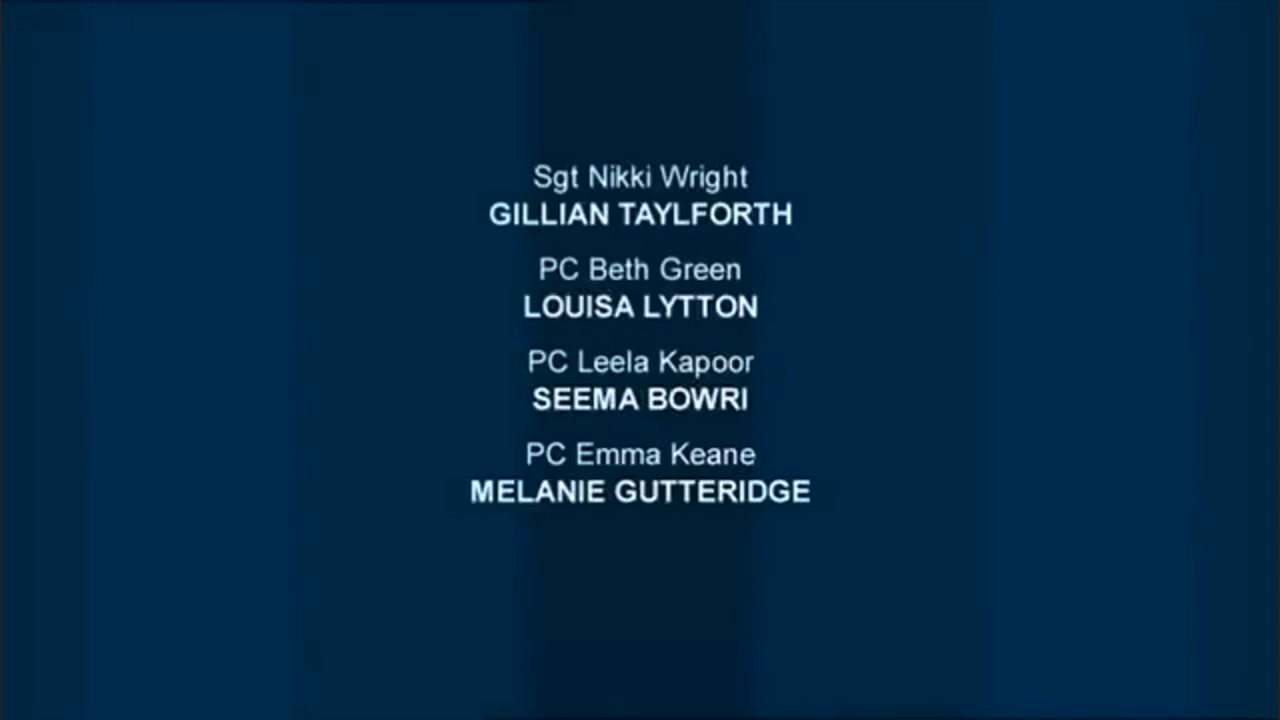 Sgt Nikki Wright
GILLIAN TAYLFORTH
PC Beth Green
LOUISA LYTTON
PC Leela Kapoor
SEEMA BOWRI
PC Emma Keane
MELANIE GUTTERIDGE